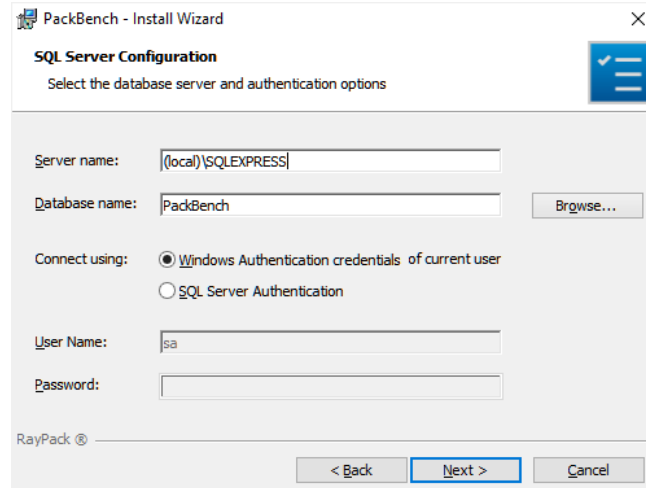 PackBench - Install Wizard
SQL Server Configuration
Select the database server and authentication options
Server name: (local)\SQLEXPRESS
Database name: PackBench Browse...
Connect using: Windows Authentication credentials of current user
SQL Server Authentication
User Name: sa
Password:
RayPack ®
< Back Next > Cancel